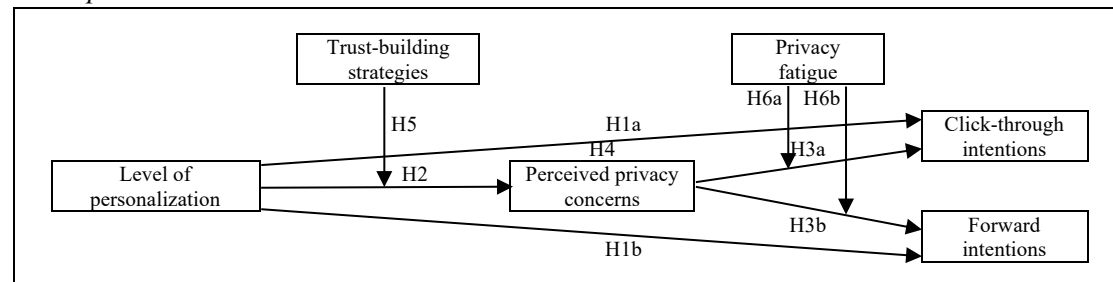 Trust-building
strategies
Privacy
fatigue
H6a
H6b
H5
H1a
Click-through
intentions
H4
H3a
Level of
personalization
H2
Perceived privacy
concerns
H3b
Forward
intentions
H1b